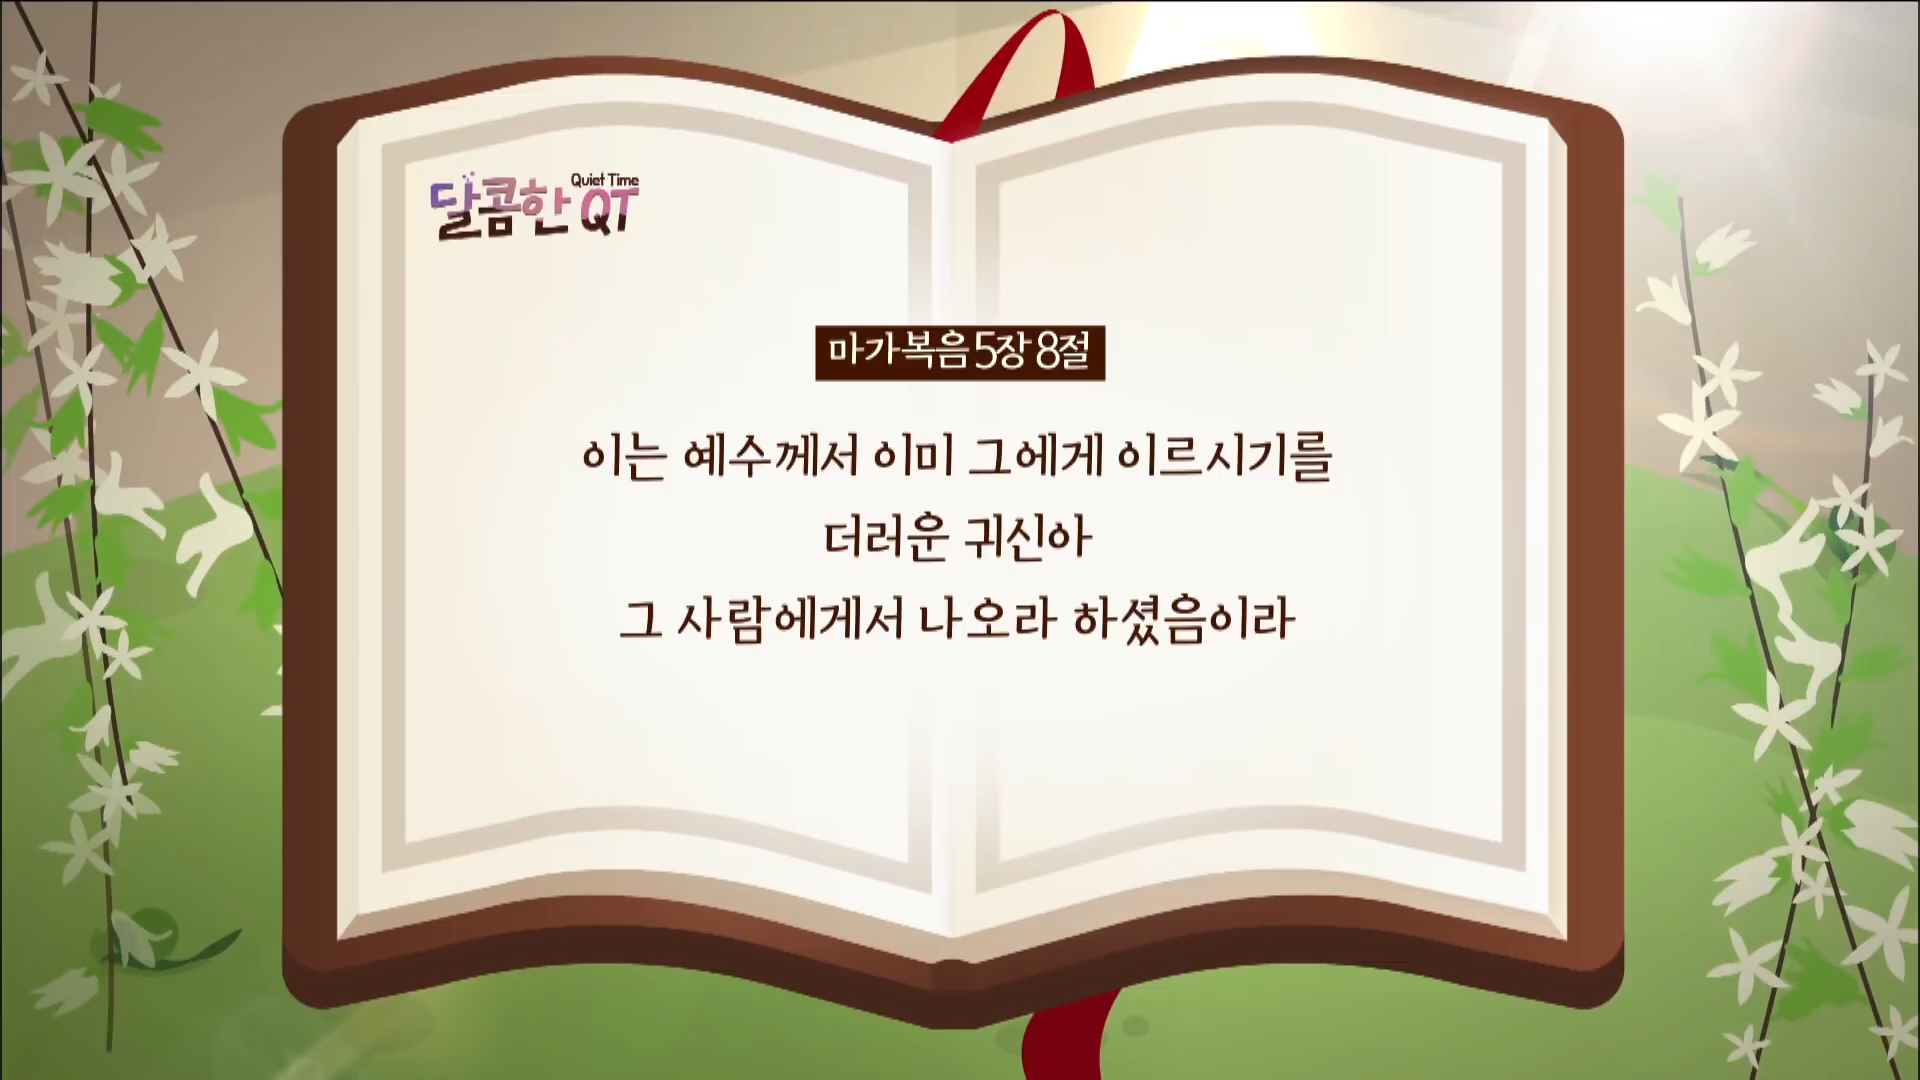 달콤한 QT
Quiet Time
마가복음 5장 8절
이는 예수께서 이미 그에게 이르시기를
더러운 귀신아
그 사람에게서 나오라 하셨음이라